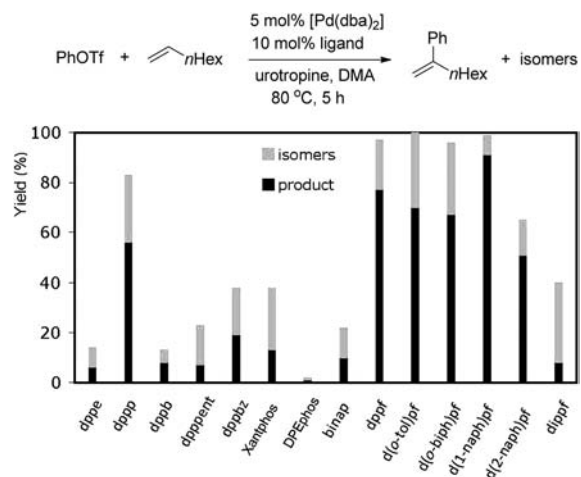 5 mol% [Pd(dba)2]
PhOTf + nHex 10 mol% ligand Ph nHex + isomers
urotropine, DMA
80 °C, 5 h
Yield (%)
100
80
60
40
20
0
isomers
product
dppe
dppp
dppb
dpppent
dppbz
Xantphos
DPEphos
binap
dppf
d(o-tol)pf
d(o-biph)pf
d(1-naph)pf
d(2-naph)pf
dippf